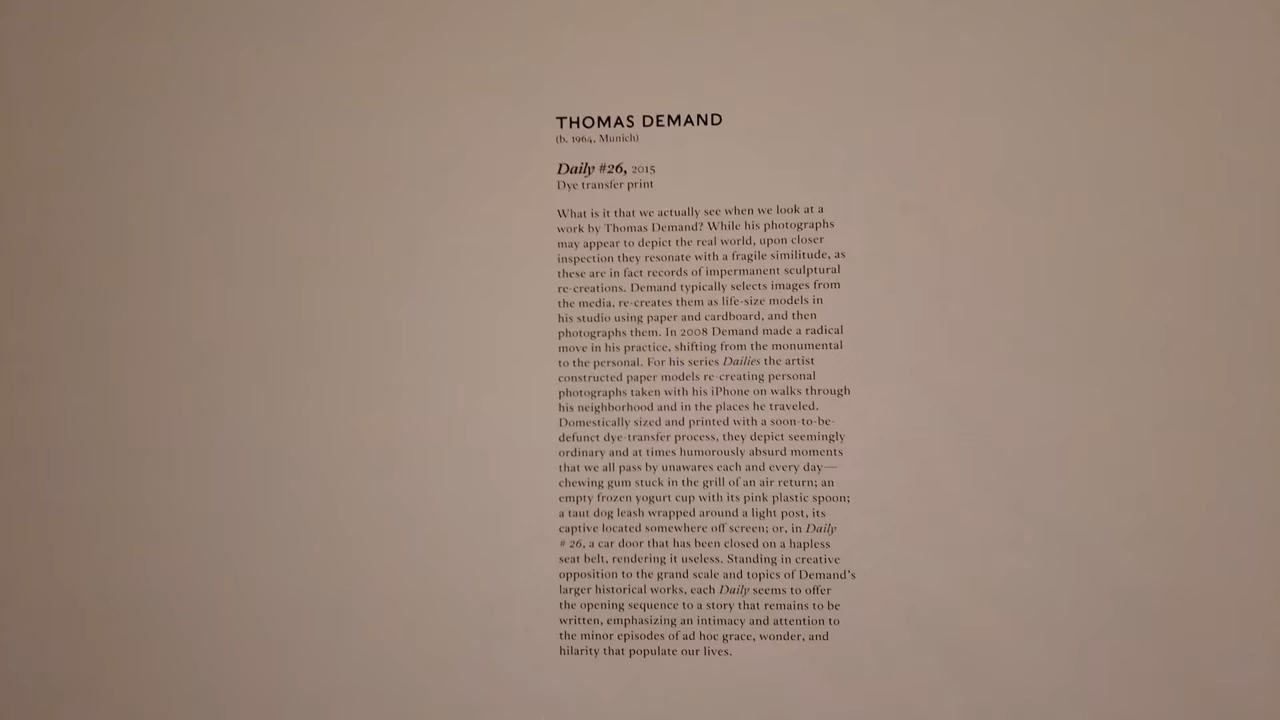 THOMAS DEMAND
(b. 1964, Munich)
Daily #26, 2015
Dye transfer print
What is it that we actually see when we look at a
work by Thomas Demand? While his photographs
may appear to depict the real world, upon closer
inspection they resonate with a fragile similitude, as
these are in fact records of impermanent sculptural
re-creations. Demand typically selects images from
the media, re-creates them as life-size models in
his studio using paper and cardboard, and then
photographs them. In 2008 Demand made a radical
move in his practice, shifting from the monumental
to the personal. For his series Dailies the artist
constructed paper models re-creating personal
photographs taken with his iPhone on walks through
his neighborhood and in the places he traveled.
Domestically sized and printed with a soon-to-be-
defunct dye-transfer process, they depict seemingly
ordinary and at times humorously absurd moments
that we all pass by unawares each and every day—
chewing gum stuck in the grill of an air return; an
empty frozen yogurt cup with its pink plastic spoon;
a taut dog leash wrapped around a light post, its
captive located somewhere off screen; or, in Daily
# 26, a car door that has been closed on a hapless
seat belt, rendering it useless. Standing in creative
opposition to the grand scale and topics of Demand's
larger historical works, each Daily seems to offer
the opening sequence to a story that remains to be
written, emphasizing an intimacy and attention to
the minor episodes of ad hoc grace, wonder, and
hilarity that populate our lives.